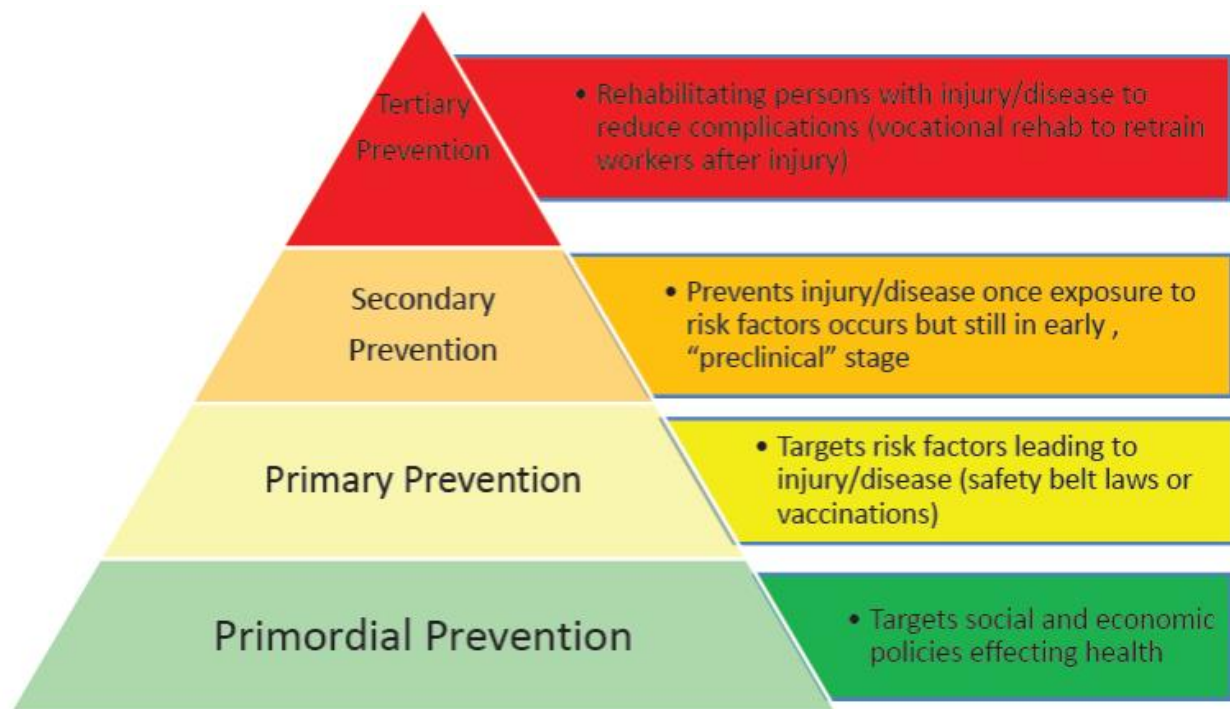 Tertiary
Prevention
• Rehabilitating persons with injury/disease to
reduce complications (vocational rehab to retrain
workers after injury)
Secondary
Prevention
• Prevents injury/disease once exposure to
risk factors occurs but still in early ,
“preclinical” stage
Primary Prevention
• Targets risk factors leading to
injury/disease (safety belt laws or
vaccinations)
Primordial Prevention
• Targets social and economic
policies effecting health